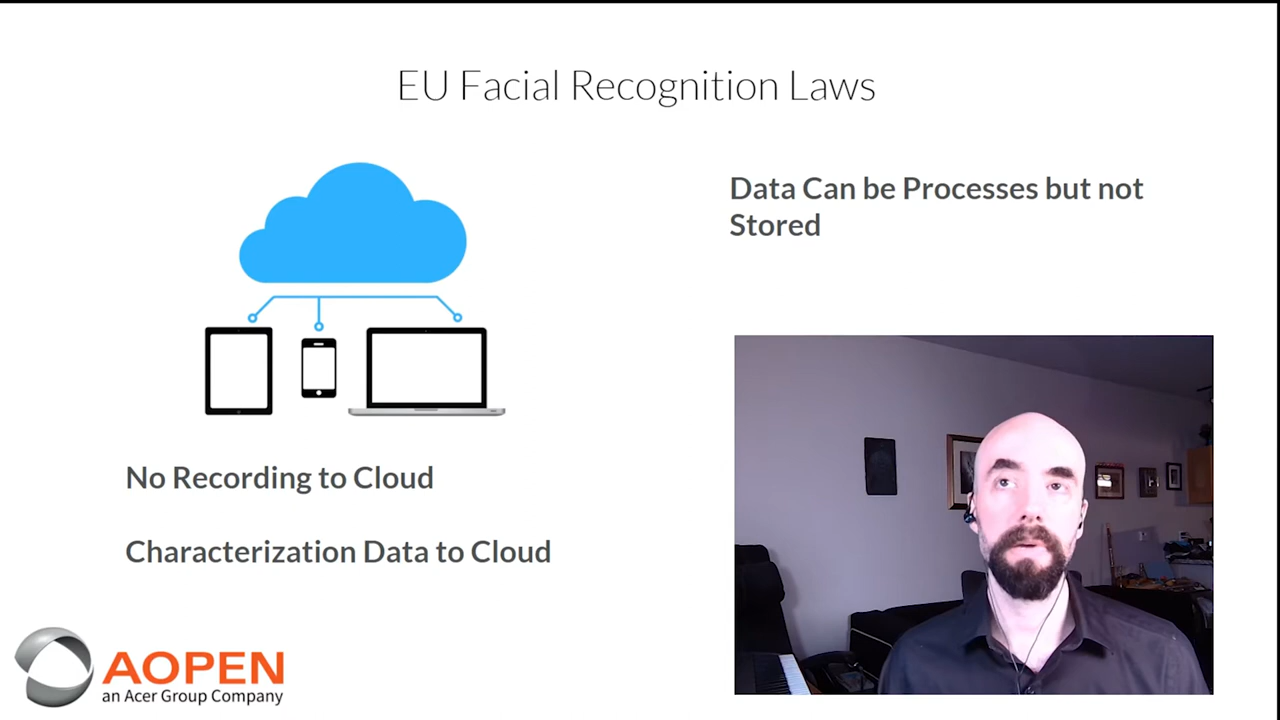 EU Facial Recognition Laws
Data Can be Processes but not
Stored
No Recording to Cloud
Characterization Data to Cloud
AOPEN
an Acer Group Company